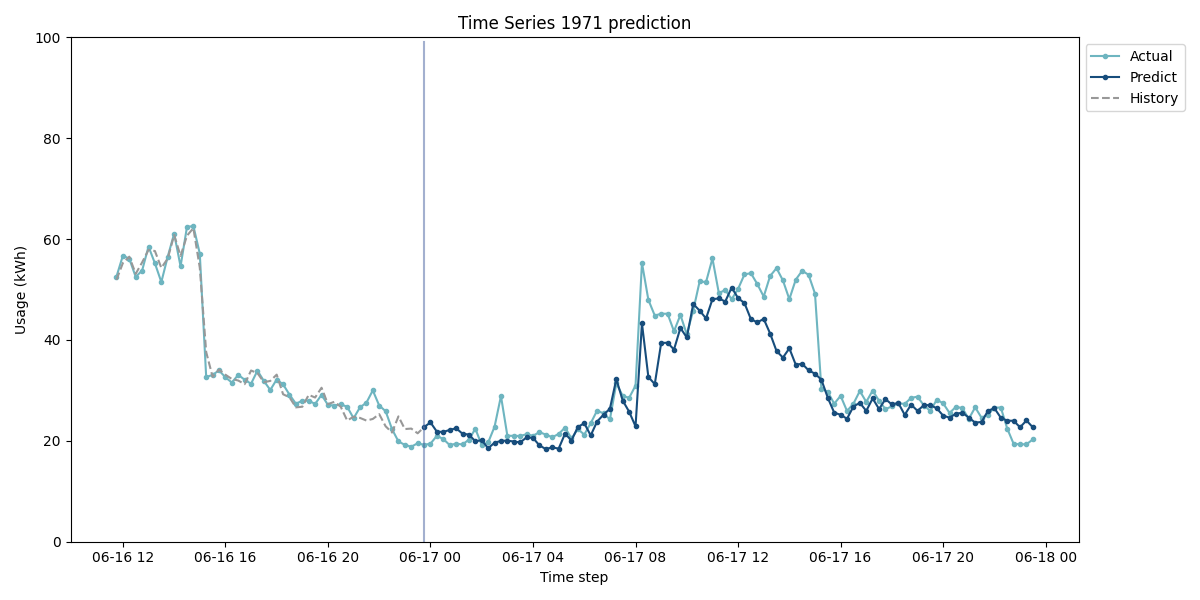 Time Series 1971 prediction
Usage (kWh)
100
80
60
40
20
0
06-16 12
06-16 16
06-16 20
06-17 00
06-17 04
06-17 08
06-17 12
06-17 16
06-17 20
06-18 00
Time step
Actual
Predict
History